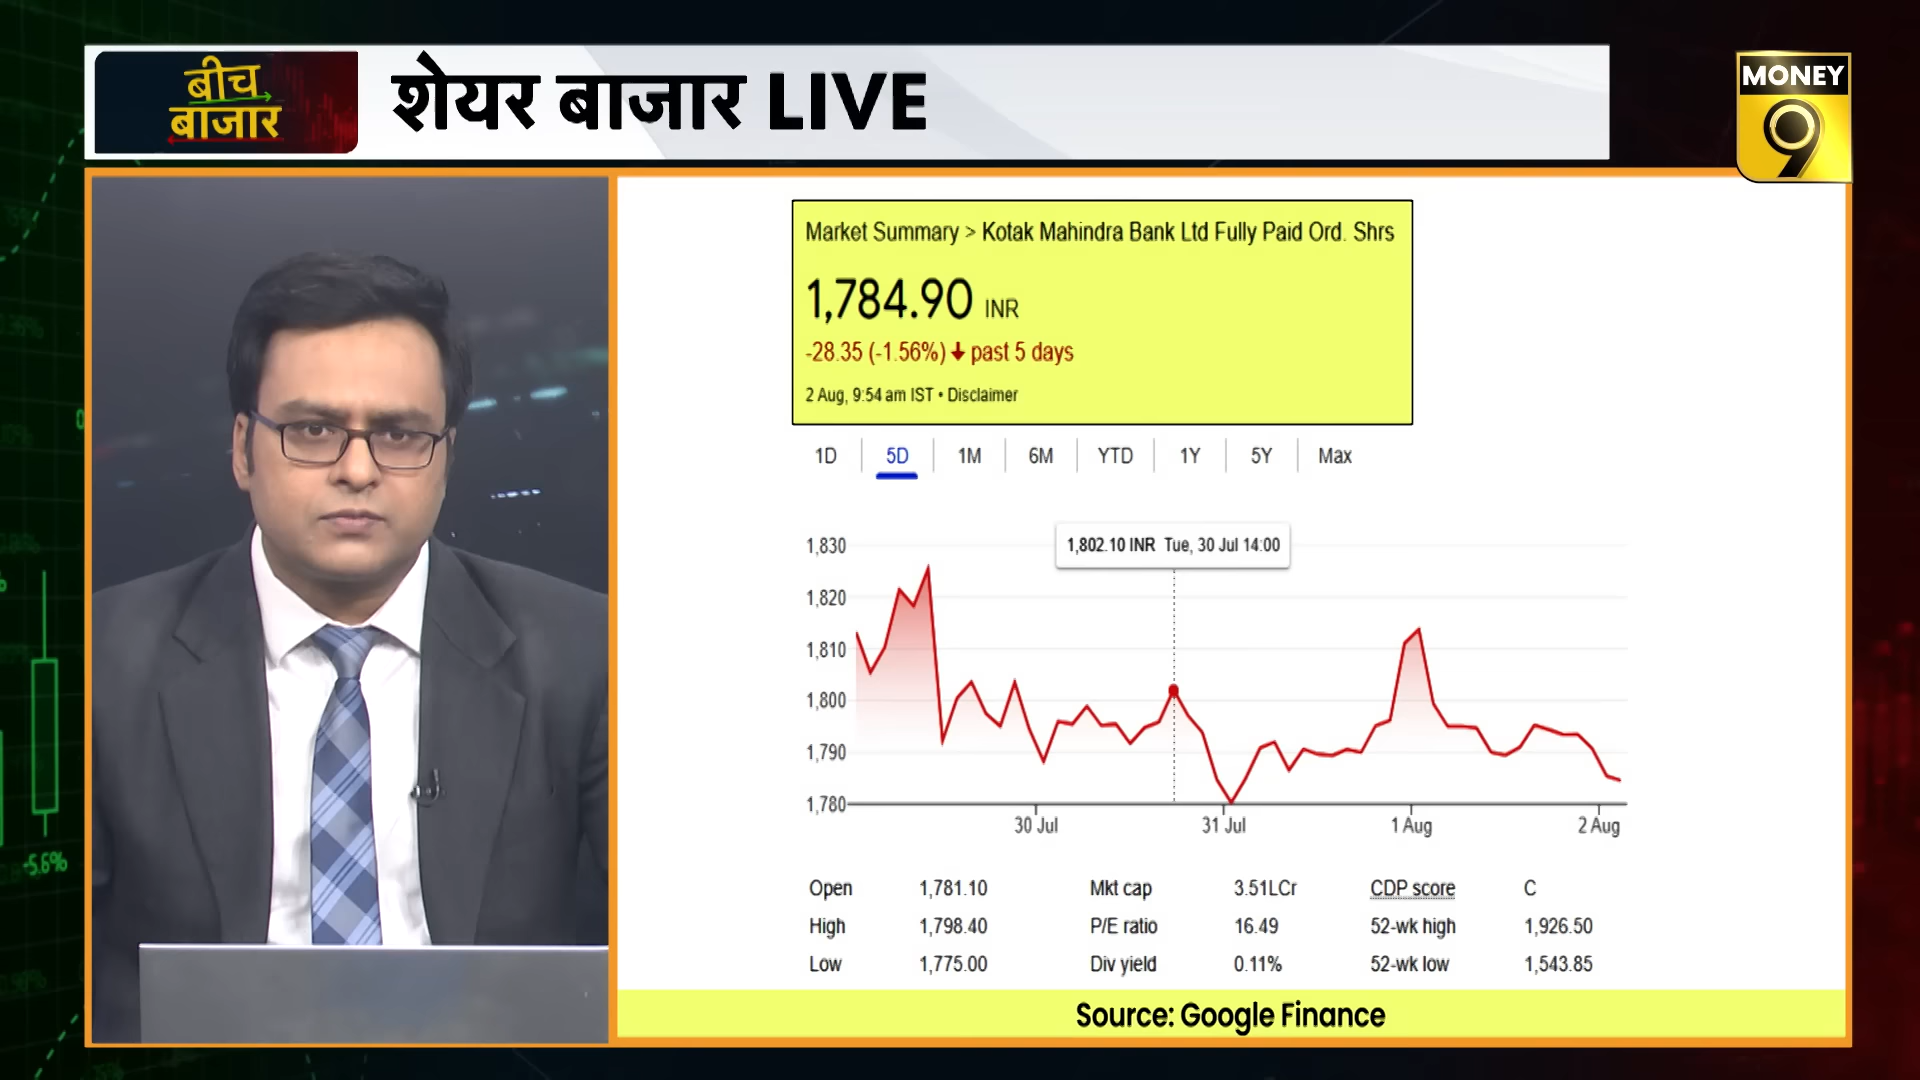 बीच
बाजार
शेयर बाजार LIVE
MONEY
9
Market Summary > Kotak Mahindra Bank Ltd Fully Paid Ord. Shrs
1,784.90 INR
-28.35 (-1.56%) ↓ past 5 days
2 Aug, 9:54 am IST • Disclaimer
1D 5D 1M 6M YTD 1Y 5Y Max
1,802.10 INR Tue, 30 Jul 14:00
1,830
1,820
1,810
1,800
1,790
1,780
30 Jul 31 Jul 1 Aug 2 Aug
Open 1,781.10 Mkt cap 3.51LCr CDP score C
High 1,798.40 P/E ratio 16.49 52-wk high 1,926.50
Low 1,775.00 Div yield 0.11% 52-wk low 1,543.85
-5.6%
Source: Google Finance